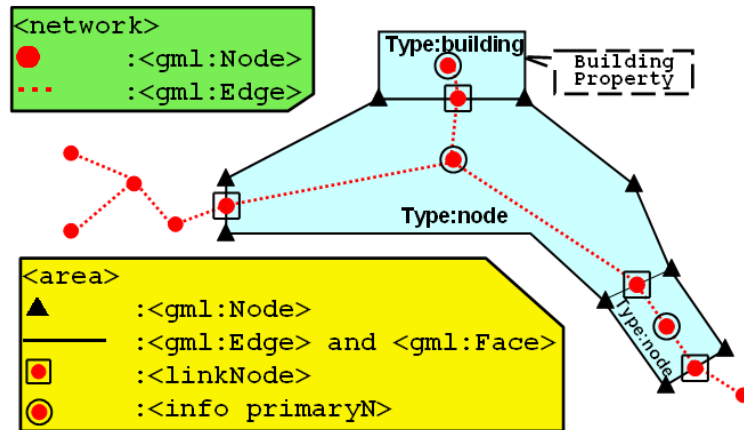 <network>
:<gml:Node>
:<gml:Edge>
Type:building
Building
Property
Type:node
<area>
:<gml:Node>
:<gml:Edge> and <gml:Face>
:<linkNode>
:<info primaryN>
Type:node